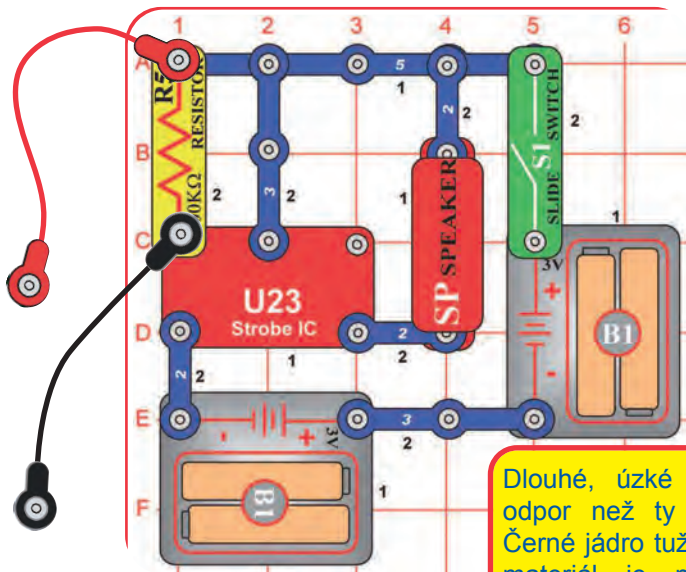 1 2 3 4 5 6
A
B
C
D
E
F
RESISTOR
5
1
2
2
2
SPEAKER
SP
SLIDE SWITCH
S1
3
2
2
1
1
3V
+
-
B1
U23
Strobe IC
2
2
1
2
2
- +
3V
3
2
B1
1
Dlouhé, úzké
odpor než ty
Černé jádro tuž